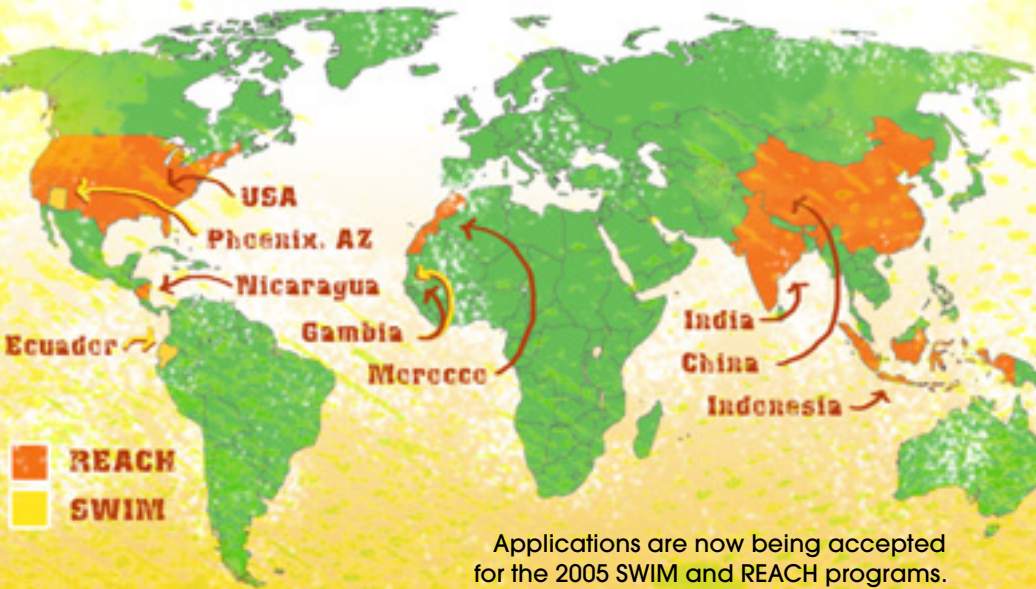 USA
Phoenix, AZ
Nicaragua
Gambia
Morocco
Ecuador
India
China
Indonesia
REACH
SWIM
Applications are now being accepted
for the 2005 SWIM and REACH programs.